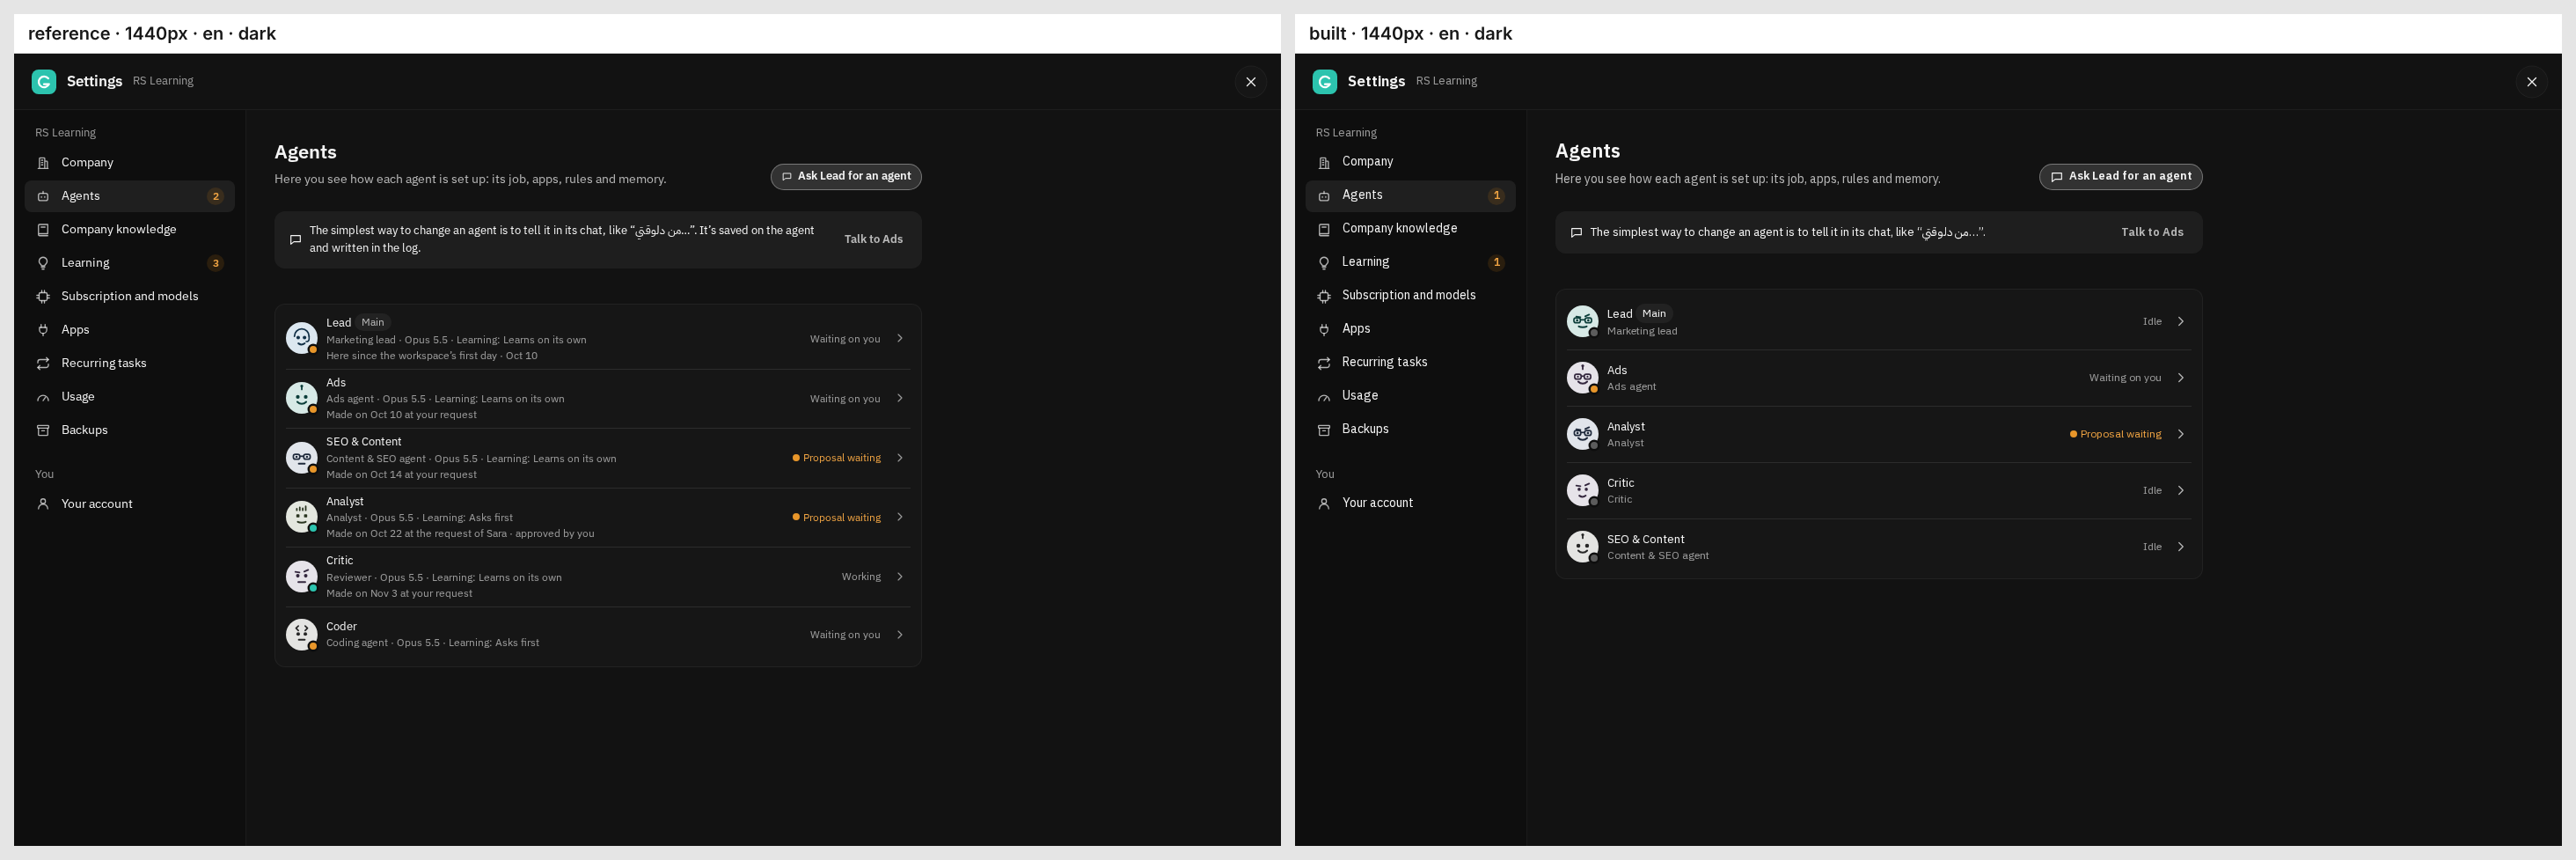 reference · 1440px · en · dark
Settings RS Learning
RS Learning
Company
Agents 2
Company knowledge
Learning 3
Subscription and models
Apps
Recurring tasks
Usage
Backups
You
Your account
Agents
Here you see how each agent is set up: its job, apps, rules and memory.
Ask Lead for an agent
The simplest way to change an agent is to tell it in its chat, like “من دلوقتي…”. It’s saved on the agent
and written in the log.
Talk to Ads
Lead Main
Marketing lead · Opus 5.5 · Learning: Learns on its own
Here since the workspace’s first day · Oct 10
Waiting on you
Ads
Ads agent · Opus 5.5 · Learning: Learns on its own
Made on Oct 10 at your request
Waiting on you
SEO & Content
Content & SEO agent · Opus 5.5 · Learning: Learns on its own
Made on Oct 14 at your request
Proposal waiting
Analyst
Analyst · Opus 5.5 · Learning: Asks first
Made on Oct 22 at the request of Sara · approved by you
Proposal waiting
Critic
Reviewer · Opus 5.5 · Learning: Learns on its own
Made on Nov 3 at your request
Working
Coder
Coding agent · Opus 5.5 · Learning: Asks first
Waiting on you
built · 1440px · en · dark
Settings RS Learning
RS Learning
Company
Agents 1
Company knowledge
Learning 1
Subscription and models
Apps
Recurring tasks
Usage
Backups
You
Your account
Agents
Here you see how each agent is set up: its job, apps, rules and memory.
Ask Lead for an agent
The simplest way to change an agent is to tell it in its chat, like “من دلوقتي…”.
Talk to Ads
Lead Main
Marketing lead
Idle
Ads
Ads agent
Waiting on you
Analyst
Analyst
Proposal waiting
Critic
Critic
Idle
SEO & Content
Content & SEO agent
Idle